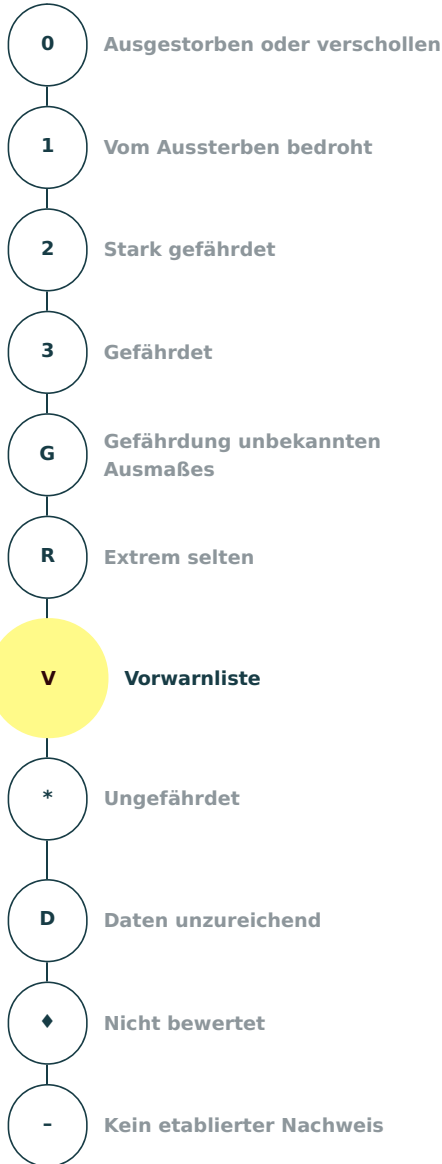 0 Ausgestorben oder verschollen
1 Vom Aussterben bedroht
2 Stark gefährdet
3 Gefährdet
G Gefährdung unbekannten
Ausmaßes
R Extrem selten
V Vorwarnliste
* Ungefährdet
D Daten unzureichend
♦ Nicht bewertet
– Kein etablierter Nachweis